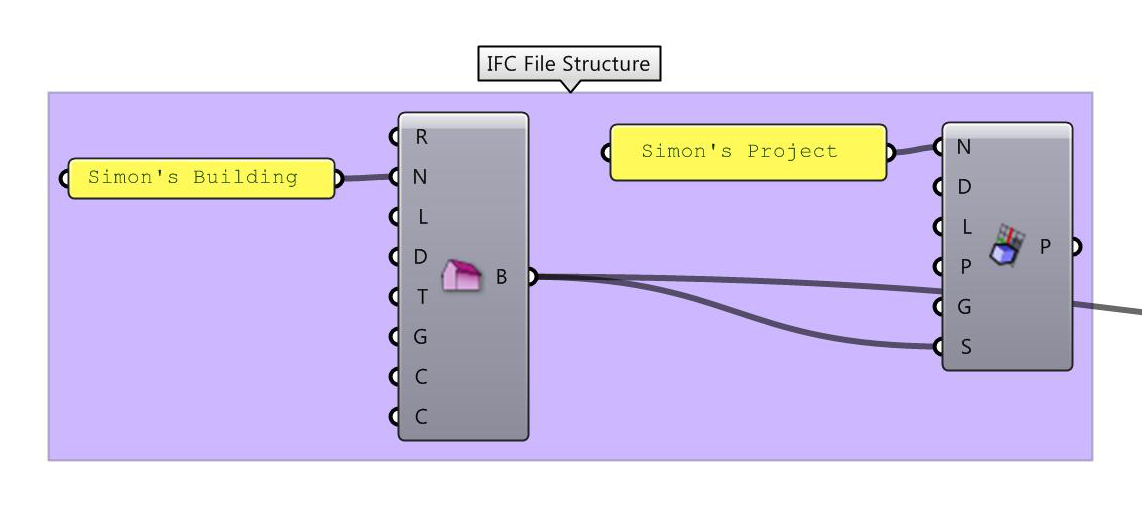 IFC File Structure
Simon's Building
R
N
L
D
T
G
C
C
B
Simon's Project
N
D
L
P
G
S
P